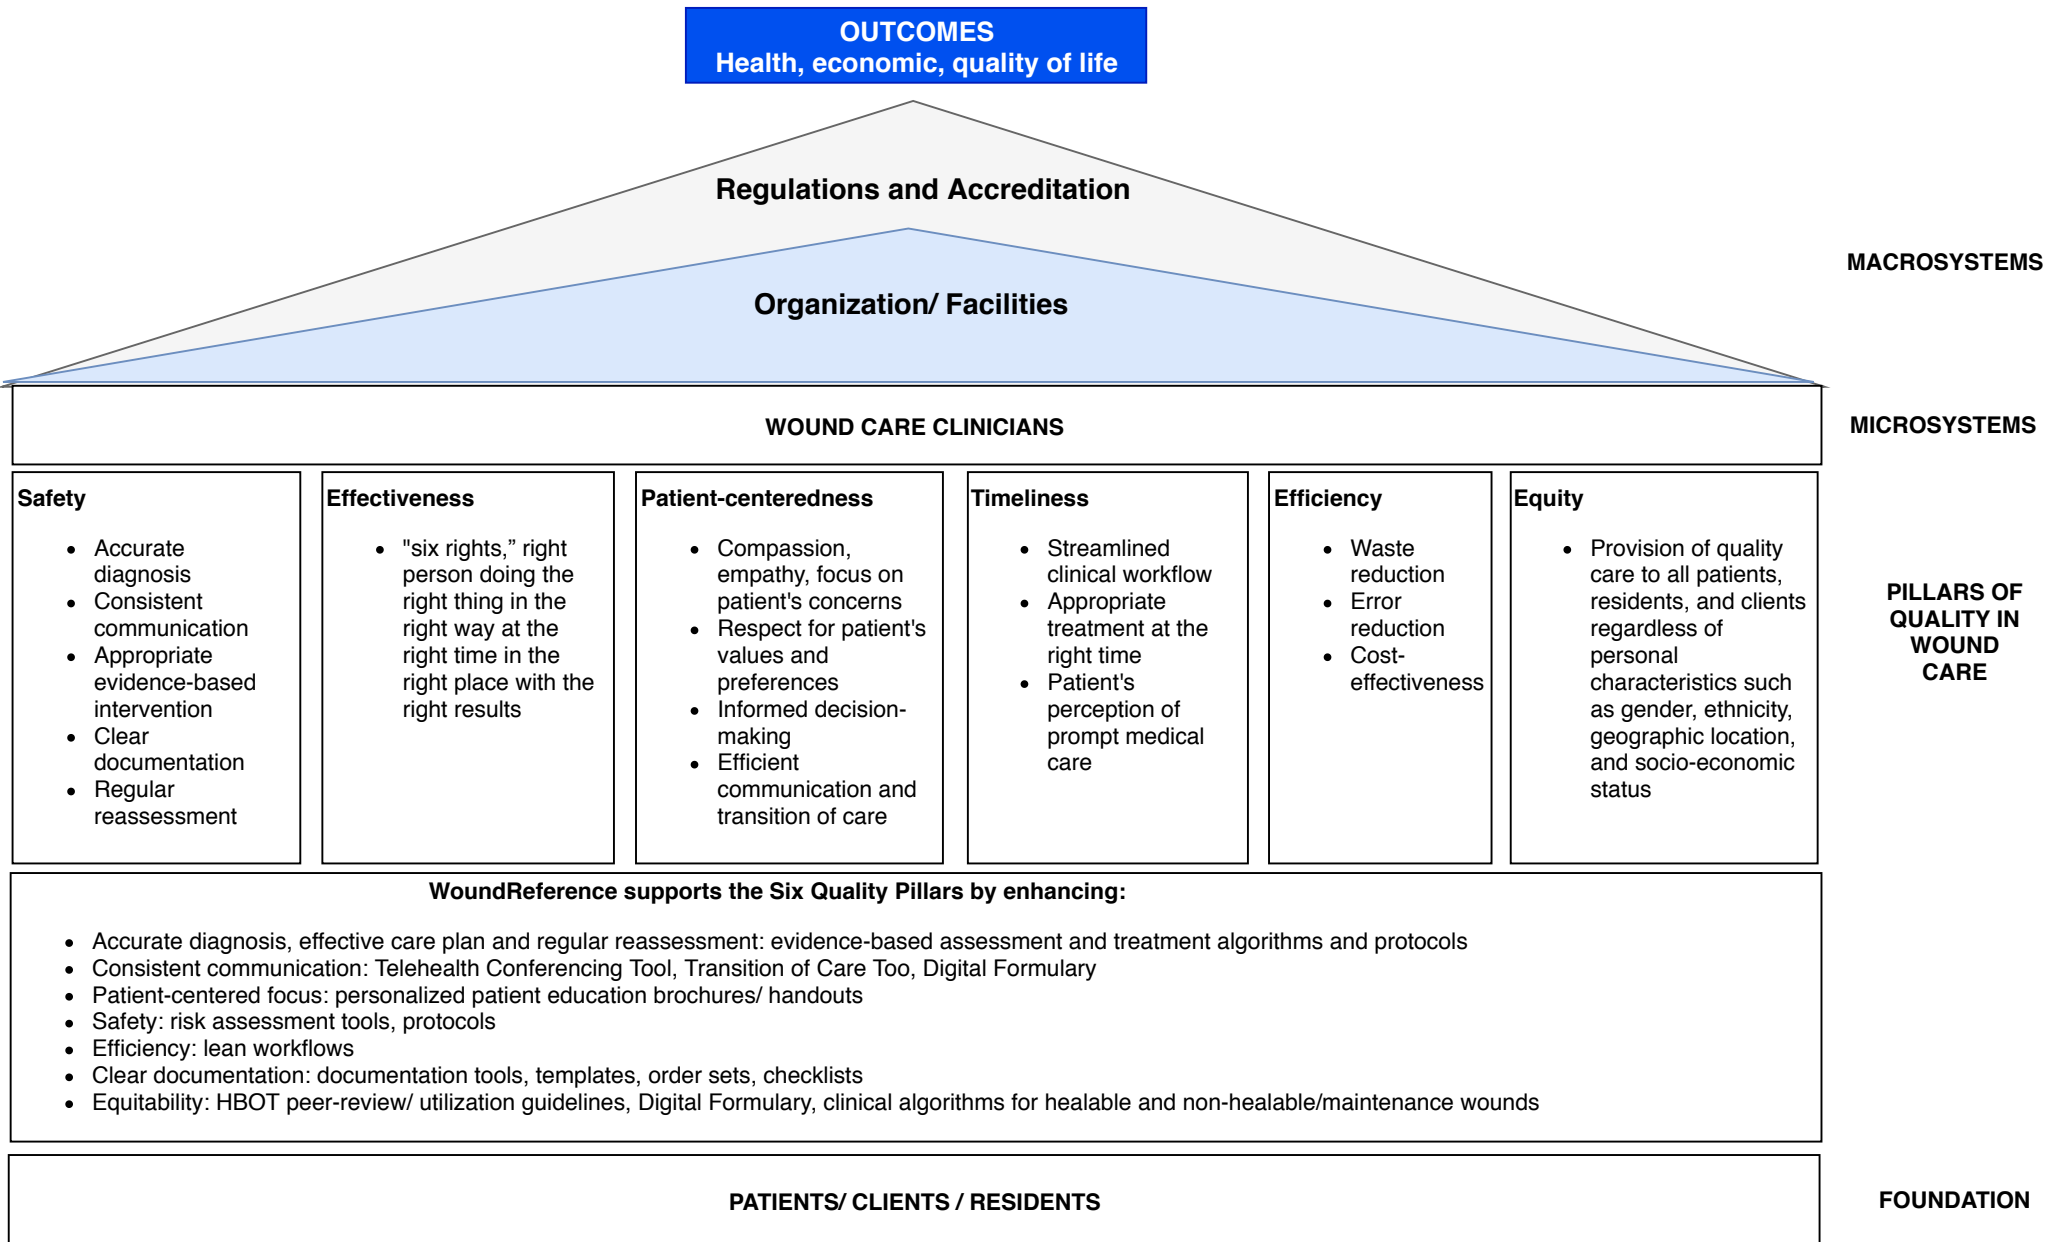 OUTCOMES
Health, economic, quality of life
Regulations and Accreditation
MACROSYSTEMS
Organization/ Facilities
WOUND CARE CLINICIANS
MICROSYSTEMS
Safety
• Accurate
diagnosis
• Consistent
communication
• Appropriate
evidence-based
intervention
• Clear
documentation
• Regular
reassessment
Effectiveness
• "six rights,” right
person doing the
right thing in the
right way at the
right time in the
right place with the
right results
Patient-centeredness
• Compassion,
empathy, focus on
patient's concerns
• Respect for patient's
values and
preferences
• Informed decision-
making
• Efficient
communication and
transition of care
Timeliness
• Streamlined
clinical workflow
• Appropriate
treatment at the
right time
• Patient's
perception of
prompt medical
care
Efficiency
• Waste
reduction
• Error
reduction
• Cost-
effectiveness
Equity
• Provision of quality
care to all patients,
residents, and clients
regardless of
personal
characteristics such
as gender, ethnicity,
geographic location,
and socio-economic
status
PILLARS OF
QUALITY IN
WOUND
CARE
WoundReference supports the Six Quality Pillars by enhancing:
• Accurate diagnosis, effective care plan and regular reassessment: evidence-based assessment and treatment algorithms and protocols
• Consistent communication: Telehealth Conferencing Tool, Transition of Care Too, Digital Formulary
• Patient-centered focus: personalized patient education brochures/ handouts
• Safety: risk assessment tools, protocols
• Efficiency: lean workflows
• Clear documentation: documentation tools, templates, order sets, checklists
• Equitability: HBOT peer-review/ utilization guidelines, Digital Formulary, clinical algorithms for healable and non-healable/maintenance wounds
PATIENTS/ CLIENTS / RESIDENTS
FOUNDATION